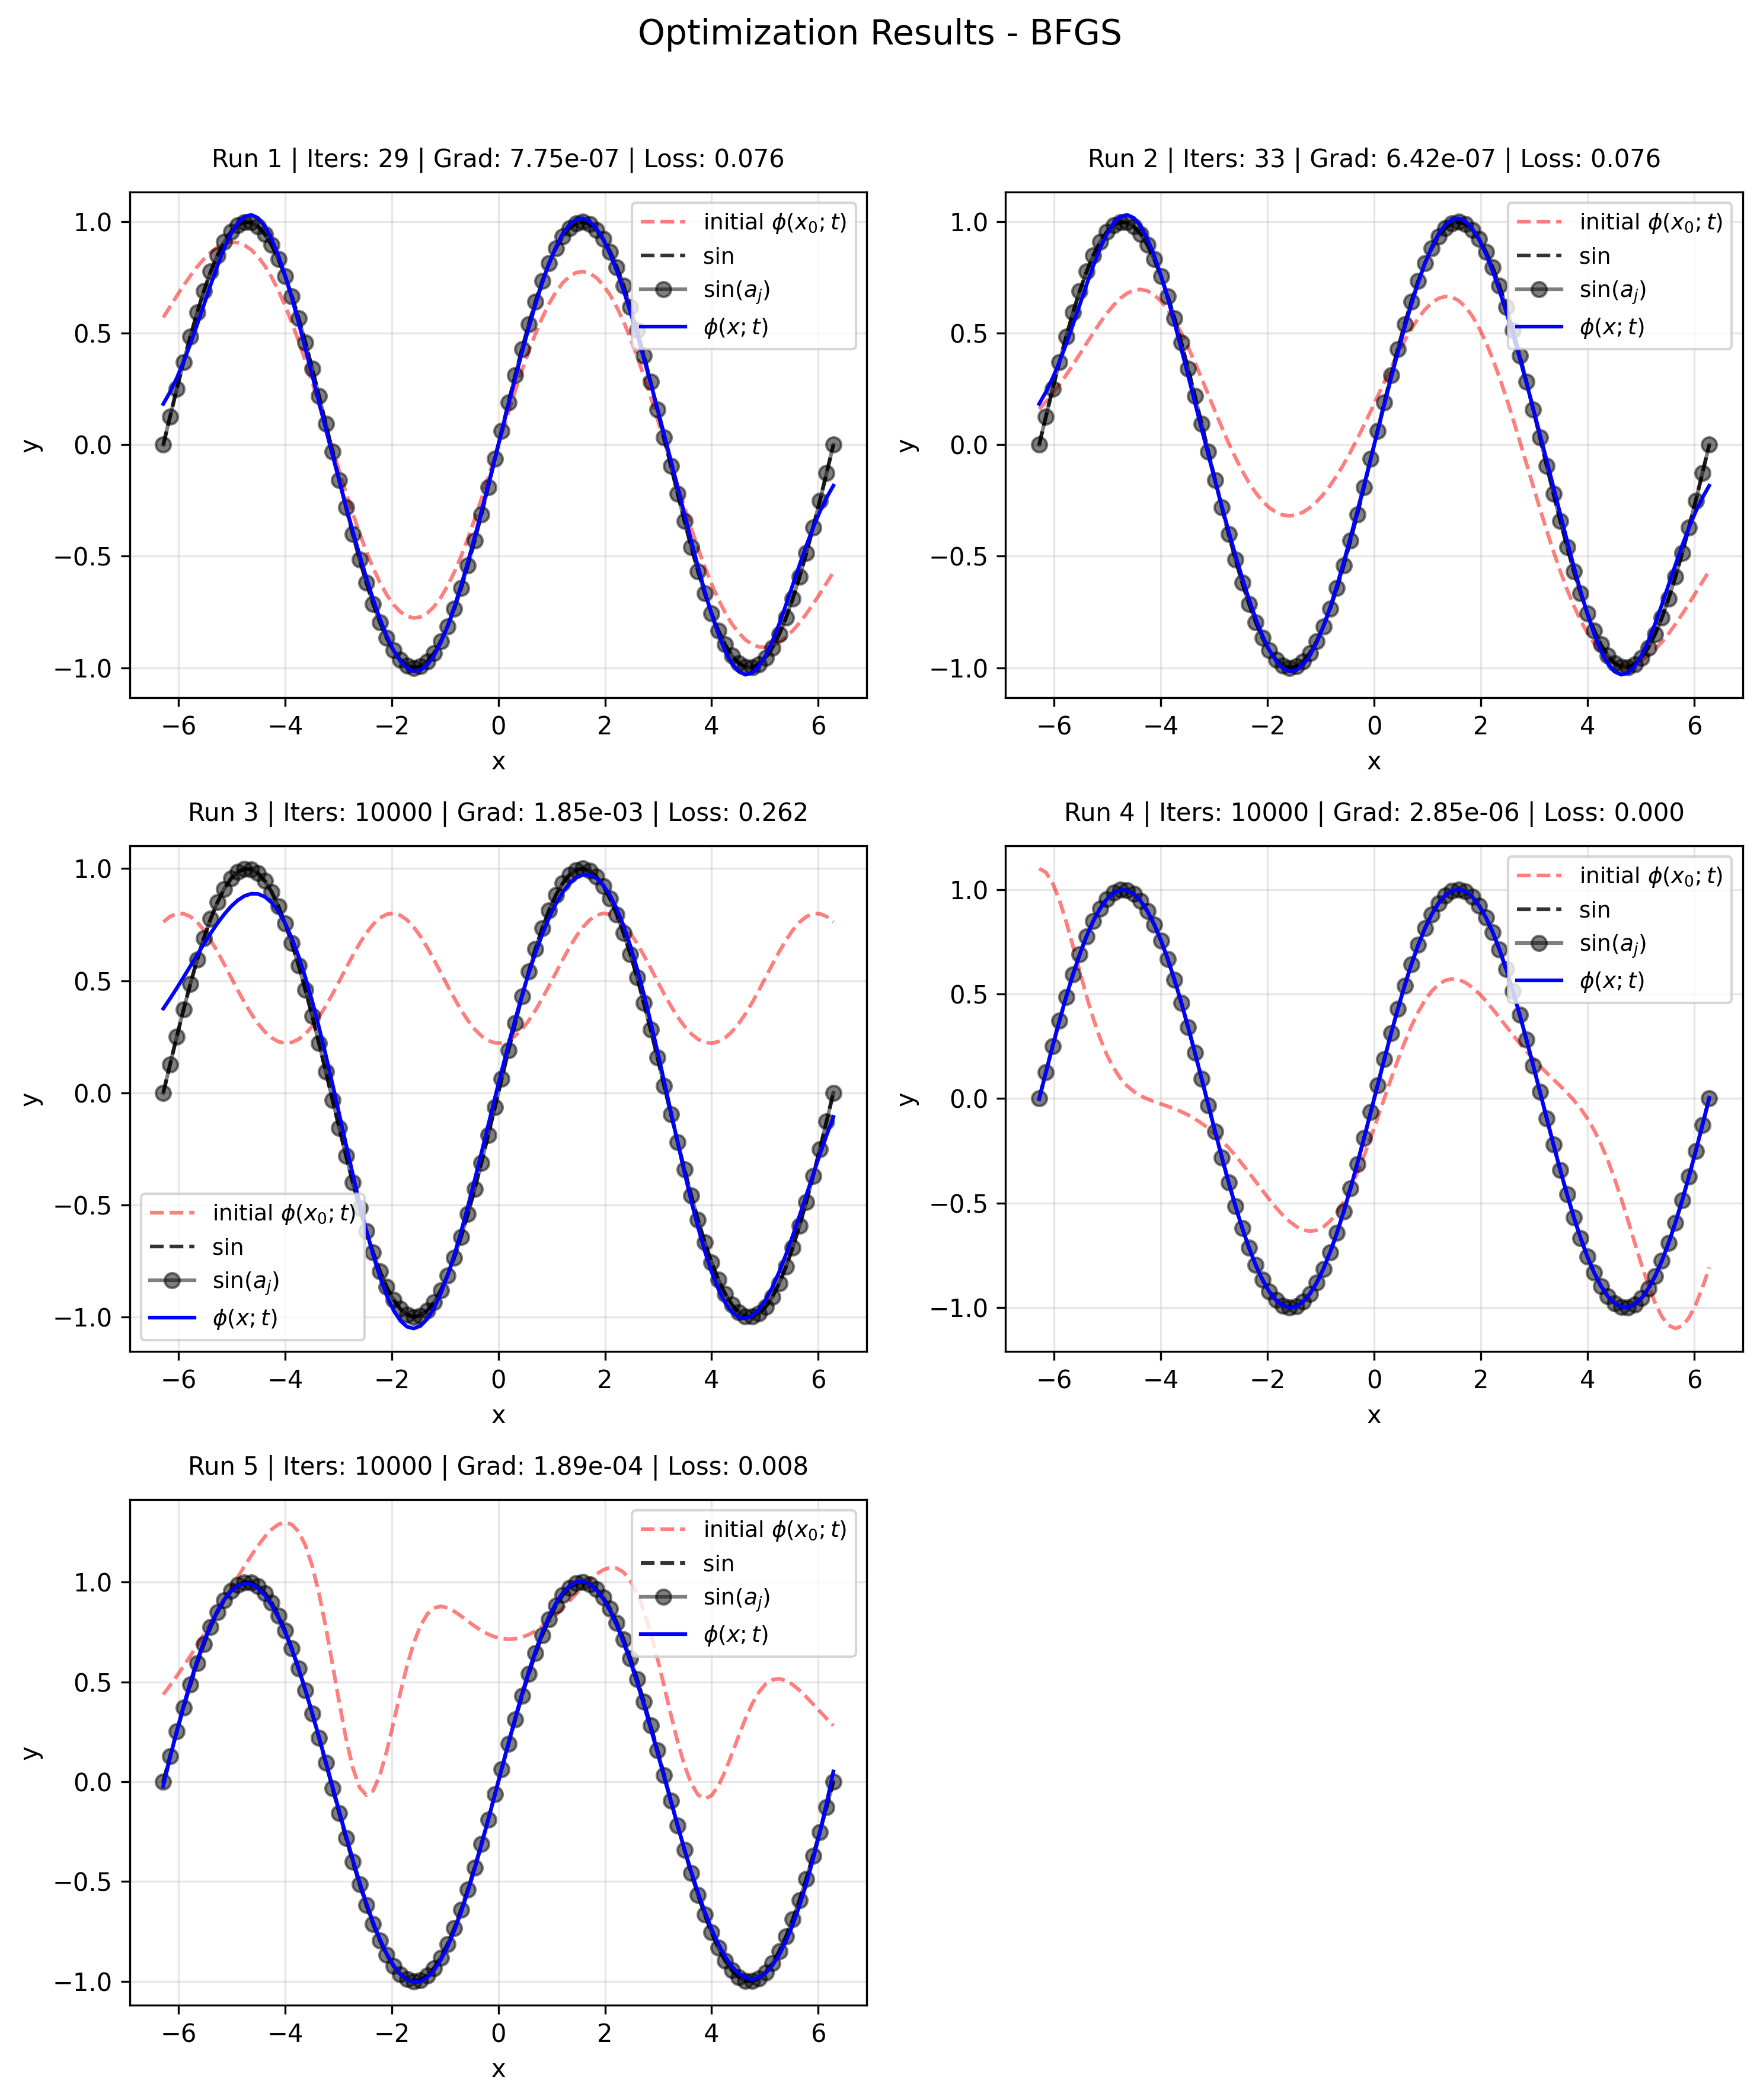 Optimization Results - BFGS
Run 1 | Iters: 29 | Grad: 7.75e-07 | Loss: 0.076
1.0
0.5
0.0
−0.5
−1.0
y
initial ϕ(x₀; t)
sin
sin(aⱼ)
ϕ(x; t)
−6 −4 −2 0 2 4 6
x
Run 2 | Iters: 33 | Grad: 6.42e-07 | Loss: 0.076
1.0
0.5
0.0
−0.5
−1.0
y
initial ϕ(x₀; t)
sin
sin(aⱼ)
ϕ(x; t)
−6 −4 −2 0 2 4 6
x
Run 3 | Iters: 10000 | Grad: 1.85e-03 | Loss: 0.262
1.0
0.5
0.0
−0.5
−1.0
y
initial ϕ(x₀; t)
sin
sin(aⱼ)
ϕ(x; t)
−6 −4 −2 0 2 4 6
x
Run 4 | Iters: 10000 | Grad: 2.85e-06 | Loss: 0.000
1.0
0.5
0.0
−0.5
−1.0
y
initial ϕ(x₀; t)
sin
sin(aⱼ)
ϕ(x; t)
−6 −4 −2 0 2 4 6
x
Run 5 | Iters: 10000 | Grad: 1.89e-04 | Loss: 0.008
1.0
0.5
0.0
−0.5
−1.0
y
initial ϕ(x₀; t)
sin
sin(aⱼ)
ϕ(x; t)
−6 −4 −2 0 2 4 6
x